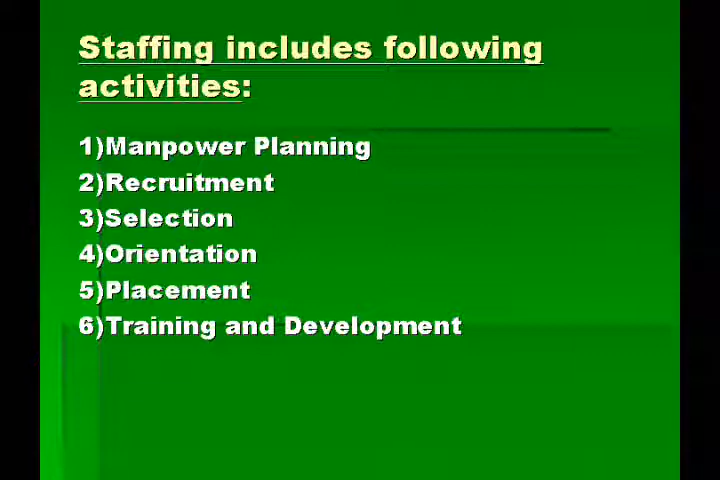 Staffing includes following
activities:
1)Manpower Planning
2)Recruitment
3)Selection
4)Orientation
5)Placement
6)Training and Development